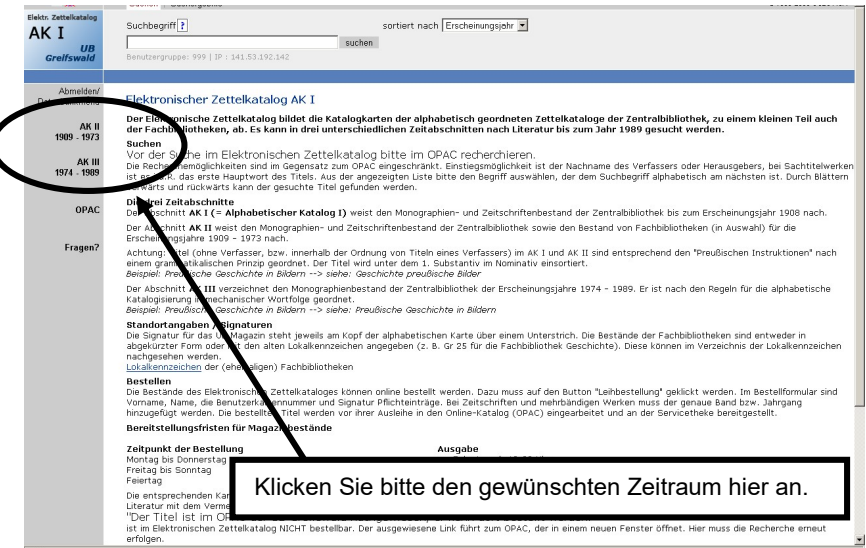 Elektr. Zettelkatalog
AK I
UB
Greifswald
Suchbegriff ?
sortiert nach Erscheinungsjahr
suchen
Benutzergruppe: 999 | IP : 141.53.192.142
Abmelden/
AK II
1909 - 1973
AK III
1974 - 1989
OPAC
Fragen?
Elektronischer Zettelkatalog AK I
Der Elektronische Zettelkatalog bildet die Katalogkarten der alphabetisch geordneten Zettelkataloge der Zentralbibliothek, zu einem kleinen Teil auch
der Fachbibliotheken, ab. Es kann in drei unterschiedlichen Zeitabschnitten nach Literatur bis zum Jahr 1989 gesucht werden.
Suchen
Vor der Suche im Elektronischen Zettelkatalog bitte im OPAC recherchieren.
Die Recherchemöglichkeiten sind im Gegensatz zum OPAC eingeschränkt. Einstiegsmöglichkeit ist der Nachname des Verfassers oder Herausgebers, bei Sachtitelwerken
ist es i.d.R. das erste Hauptwort des Titels. Aus der angezeigten Liste bitte den Begriff auswählen, der dem Suchbegriff alphabetisch am nächsten ist. Durch Blättern
vorwärts und rückwärts kann der gesuchte Titel gefunden werden.
Die drei Zeitabschnitte
Der Abschnitt AK I (= Alphabetischer Katalog I) weist den Monographien- und Zeitschriftenbestand der Zentralbibliothek bis zum Erscheinungsjahr 1908 nach.
Der Abschnitt AK II weist den Monographien- und Zeitschriftenbestand der Zentralbibliothek sowie den Bestand von Fachbibliotheken (in Auswahl) für die
Erscheinungsjahre 1909 - 1973 nach.
Achtung: Titel (ohne Verfasser, bzw. innerhalb der Ordnung von Titeln eines Verfassers) im AK I und AK II sind entsprechend den "Preußischen Instruktionen" nach
einem grammatikalischen Prinzip geordnet. Der Titel wird unter dem 1. Substantiv im Nominativ einsortiert.
Beispiel: Preußische Geschichte in Bildern --> siehe: Geschichte preußische Bilder
Der Abschnitt AK III verzeichnet den Monographienbestand der Zentralbibliothek der Erscheinungsjahre 1974 - 1989. Er ist nach den Regeln für die alphabetische
Katalogisierung in mechanischer Wortfolge geordnet.
Beispiel: Preußische Geschichte in Bildern --> siehe: Preußische Geschichte in Bildern
Standortangaben / Signaturen
Die Signatur für das UB-Magazin steht jeweils am Kopf der alphabetischen Karte über einem Unterstrich. Die Bestände der Fachbibliotheken sind entweder in
abgekürzter Form oder mit den alten Lokalkennzeichen angegeben (z. B. Gr 25 für die Fachbibliothek Geschichte). Diese können im Verzeichnis der Lokalkennzeichen
nachgesehen werden.
Lokalkennzeichen der (ehemaligen) Fachbibliotheken
Bestellen
Die Bestände des Elektronischen Zettelkataloges können online bestellt werden. Dazu muss auf den Button "Leihbestellung" geklickt werden. Im Bestellformular sind
Vorname, Name, die Benutzerkartennummer und Signatur Pflichteinträge. Bei Zeitschriften und mehrbändigen Werken muss der genaue Band bzw. Jahrgang
hinzugefügt werden. Die bestellten Titel werden vor ihrer Ausleihe in den Online-Katalog (OPAC) eingearbeitet und an der Servicetheke bereitgestellt.
Bereitstellungsfristen für Magazinbestände
Zeitpunkt der Bestellung Ausgabe
Montag bis Donnerstag
Freitag bis Sonntag
Feiertag
Klicken Sie bitte den gewünschten Zeitraum hier an.
Die entsprechenden
Literatur mit dem
"Der Titel ist im
ist im Elektronischen Zettelkatalog NICHT bestellbar. Der ausgewiesene Link führt zum OPAC, der in einem neuen Fenster öffnet. Hier muss die Recherche erneut
erfolgen.